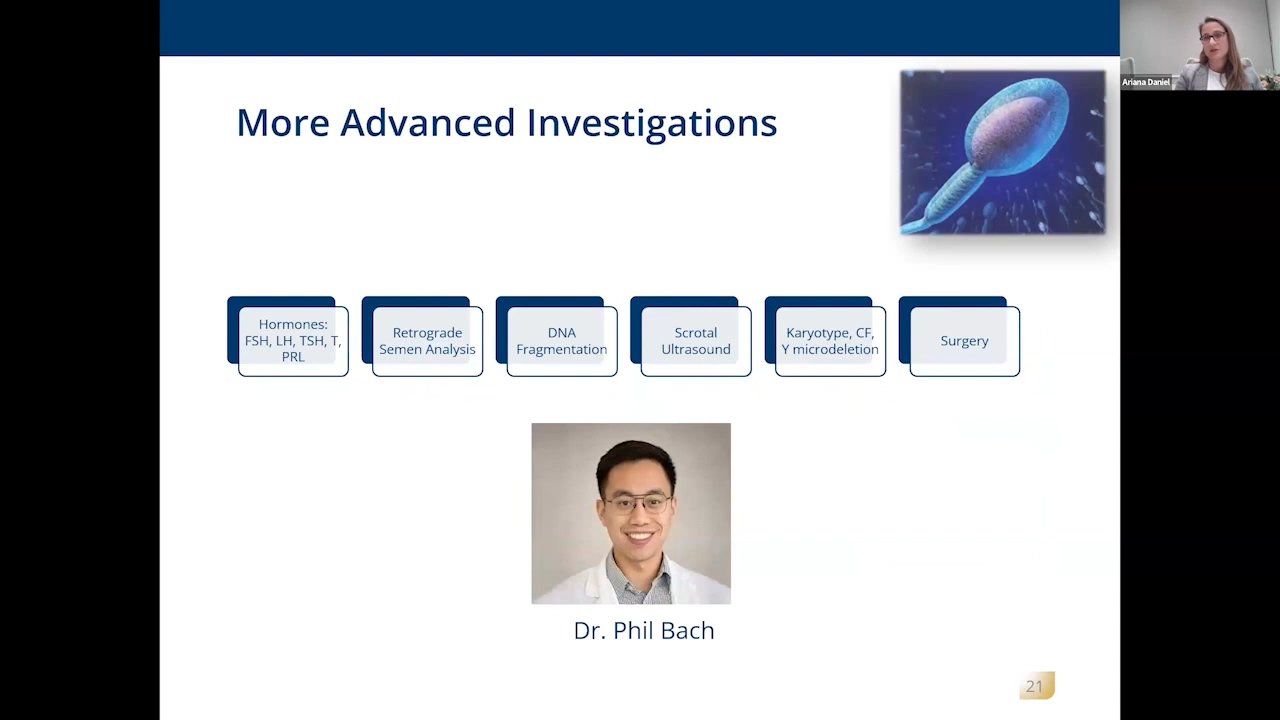 Ariana Daniel
More Advanced Investigations
Hormones:
FSH, LH, TSH, T,
PRL
Retrograde
Semen Analysis
DNA
Fragmentation
Scrotal
Ultrasound
Karyotype, CF,
Y microdeletion
Surgery
Dr. Phil Bach
21